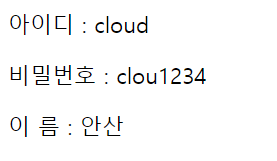 아이디 : cloud
비밀번호 : clou1234
이 름 : 안산